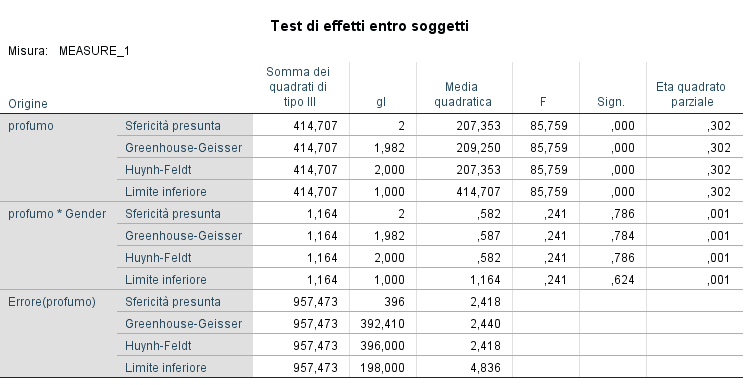 Test di effetti entro soggetti
Misura: MEASURE_1
Origine Somma dei quadrati di tipo III gl Media quadratica F Sign. Eta quadrato parziale
profumo Sfericità presunta 414,707 2 207,353 85,759 ,000 ,302
Greenhouse-Geisser 414,707 1,982 209,250 85,759 ,000 ,302
Huynh-Feldt 414,707 2,000 207,353 85,759 ,000 ,302
Limite inferiore 414,707 1,000 414,707 85,759 ,000 ,302
profumo * Gender Sfericità presunta 1,164 2 ,582 ,241 ,786 ,001
Greenhouse-Geisser 1,164 1,982 ,587 ,241 ,784 ,001
Huynh-Feldt 1,164 2,000 ,582 ,241 ,786 ,001
Limite inferiore 1,164 1,000 1,164 ,241 ,624 ,001
Errore(profumo) Sfericità presunta 957,473 396 2,418
Greenhouse-Geisser 957,473 392,410 2,440
Huynh-Feldt 957,473 396,000 2,418
Limite inferiore 957,473 198,000 4,836